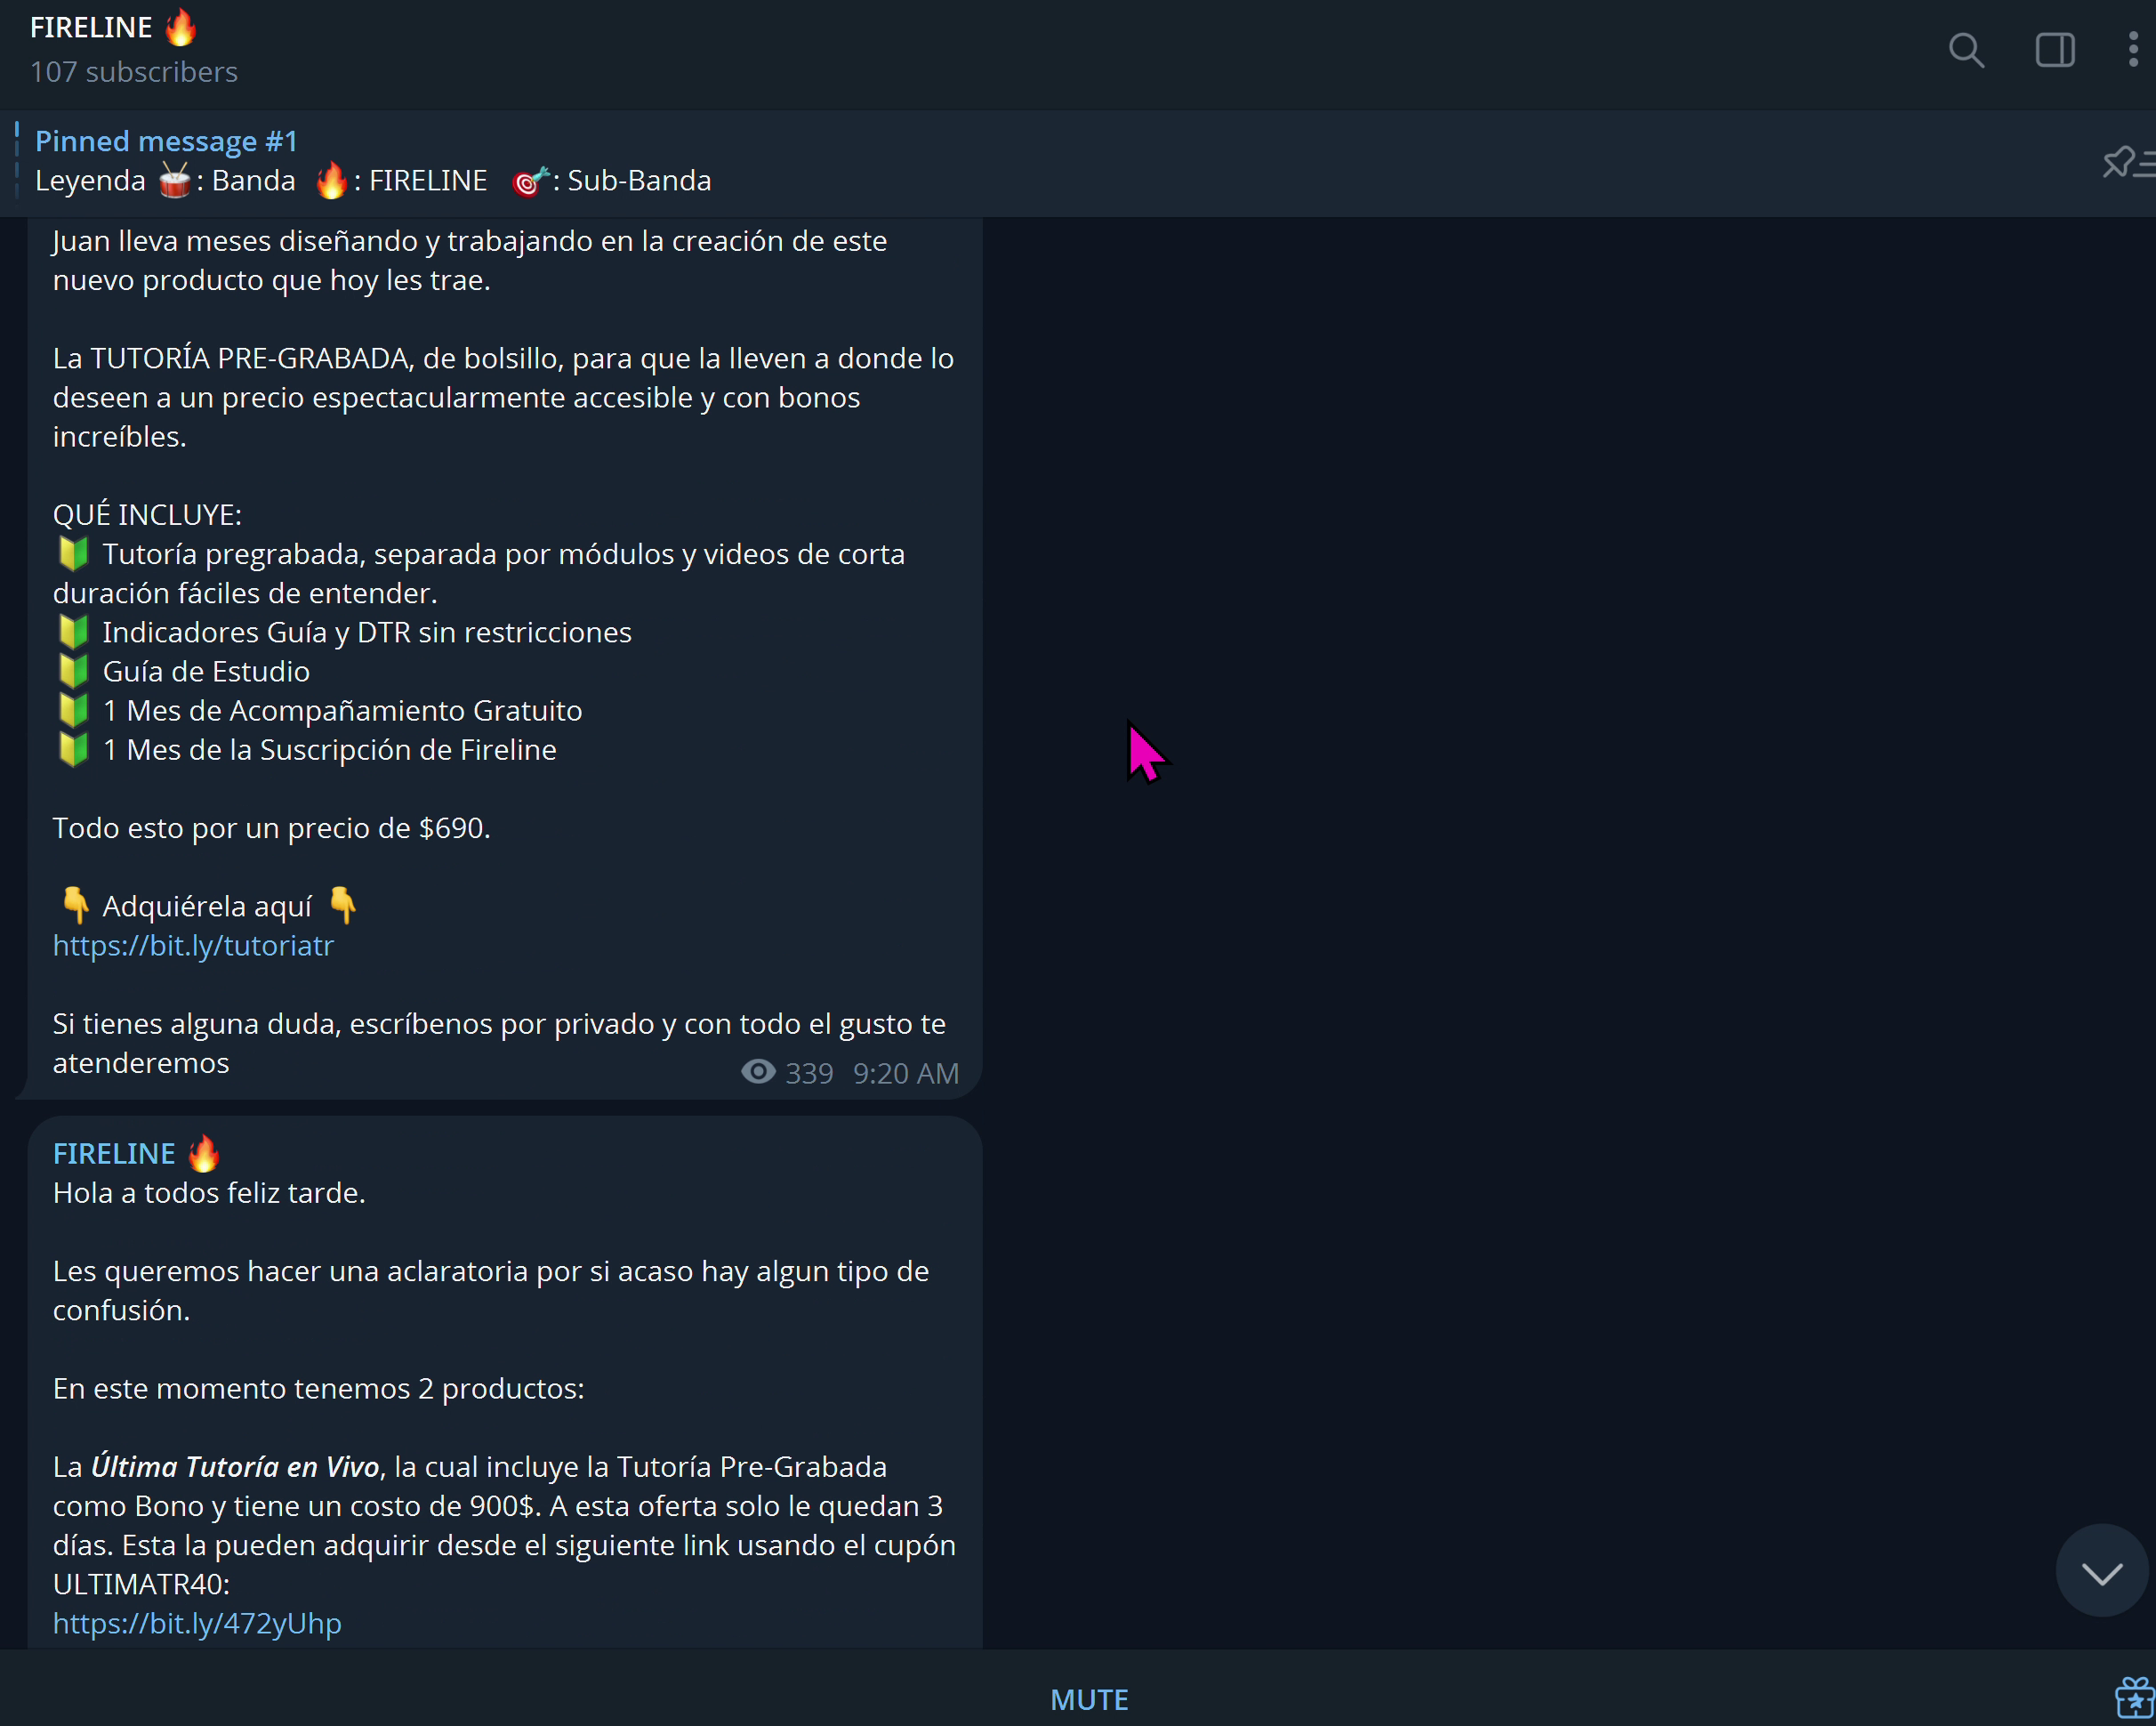 FIRELINE 🔥
107 subscribers
Pinned message #1
Leyenda 🥁: Banda 🔥: FIRELINE 🎯: Sub-Banda
Juan lleva meses diseñando y trabajando en la creación de este
nuevo producto que hoy les trae.
La TUTORÍA PRE-GRABADA, de bolsillo, para que la lleven a donde lo
deseen a un precio espectacularmente accesible y con bonos
increíbles.
QUÉ INCLUYE:
🔰 Tutoría pregrabada, separada por módulos y videos de corta
duración fáciles de entender.
🔰 Indicadores Guía y DTR sin restricciones
🔰 Guía de Estudio
🔰 1 Mes de Acompañamiento Gratuito
🔰 1 Mes de la Suscripción de Fireline
Todo esto por un precio de $690.
👇 Adquiérela aquí 👇
https://bit.ly/tutoriatr
Si tienes alguna duda, escríbenos por privado y con todo el gusto te
atenderemos
339 9:20 AM
FIRELINE 🔥
Hola a todos feliz tarde.
Les queremos hacer una aclaratoria por si acaso hay algun tipo de
confusión.
En este momento tenemos 2 productos:
La Última Tutoría en Vivo, la cual incluye la Tutoría Pre-Grabada
como Bono y tiene un costo de 900$. A esta oferta solo le quedan 3
días. Esta la pueden adquirir desde el siguiente link usando el cupón
ULTIMATR40:
https://bit.ly/472yUhp
MUTE